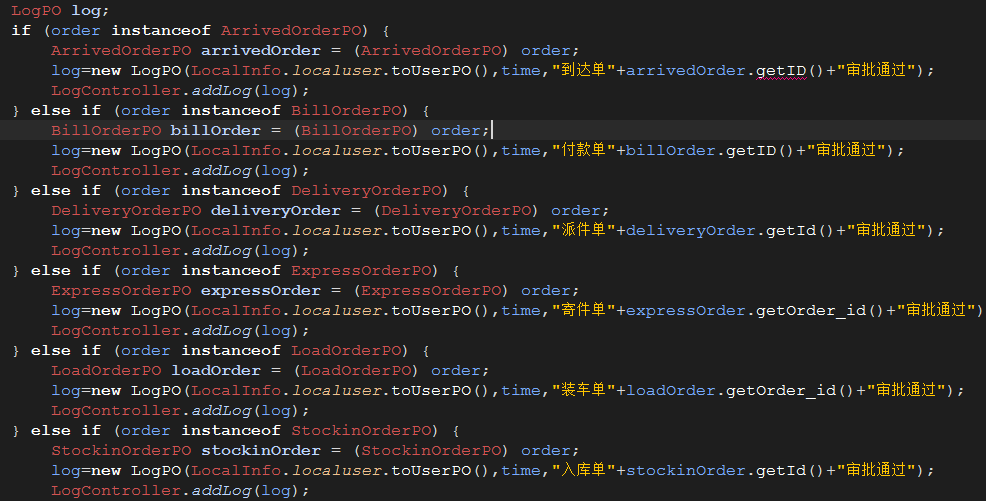 LogPO log;
if (order instanceof ArrivedOrderPO) {
    ArrivedOrderPO arrivedOrder = (ArrivedOrderPO) order;
    log=new LogPO(LocalInfo.localuser.toUserPO(),time,"到达单"+arrivedOrder.getID()+"审批通过");
    LogController.addLog(log);
} else if (order instanceof BillOrderPO) {
    BillOrderPO billOrder = (BillOrderPO) order;
    log=new LogPO(LocalInfo.localuser.toUserPO(),time,"付款单"+billOrder.getID()+"审批通过");
    LogController.addLog(log);
} else if (order instanceof DeliveryOrderPO) {
    DeliveryOrderPO deliveryOrder = (DeliveryOrderPO) order;
    log=new LogPO(LocalInfo.localuser.toUserPO(),time,"派件单"+deliveryOrder.getId()+"审批通过");
    LogController.addLog(log);
} else if (order instanceof ExpressOrderPO) {
    ExpressOrderPO expressOrder = (ExpressOrderPO) order;
    log=new LogPO(LocalInfo.localuser.toUserPO(),time,"寄件单"+expressOrder.getOrder_id()+"审批通过")
    LogController.addLog(log);
} else if (order instanceof LoadOrderPO) {
    LoadOrderPO loadOrder = (LoadOrderPO) order;
    log=new LogPO(LocalInfo.localuser.toUserPO(),time,"装车单"+loadOrder.getOrder_id()+"审批通过");
    LogController.addLog(log);
} else if (order instanceof StockinOrderPO) {
    StockinOrderPO stockinOrder = (StockinOrderPO) order;
    log=new LogPO(LocalInfo.localuser.toUserPO(),time,"入库单"+stockinOrder.getId()+"审批通过");
    LogController.addLog(log);